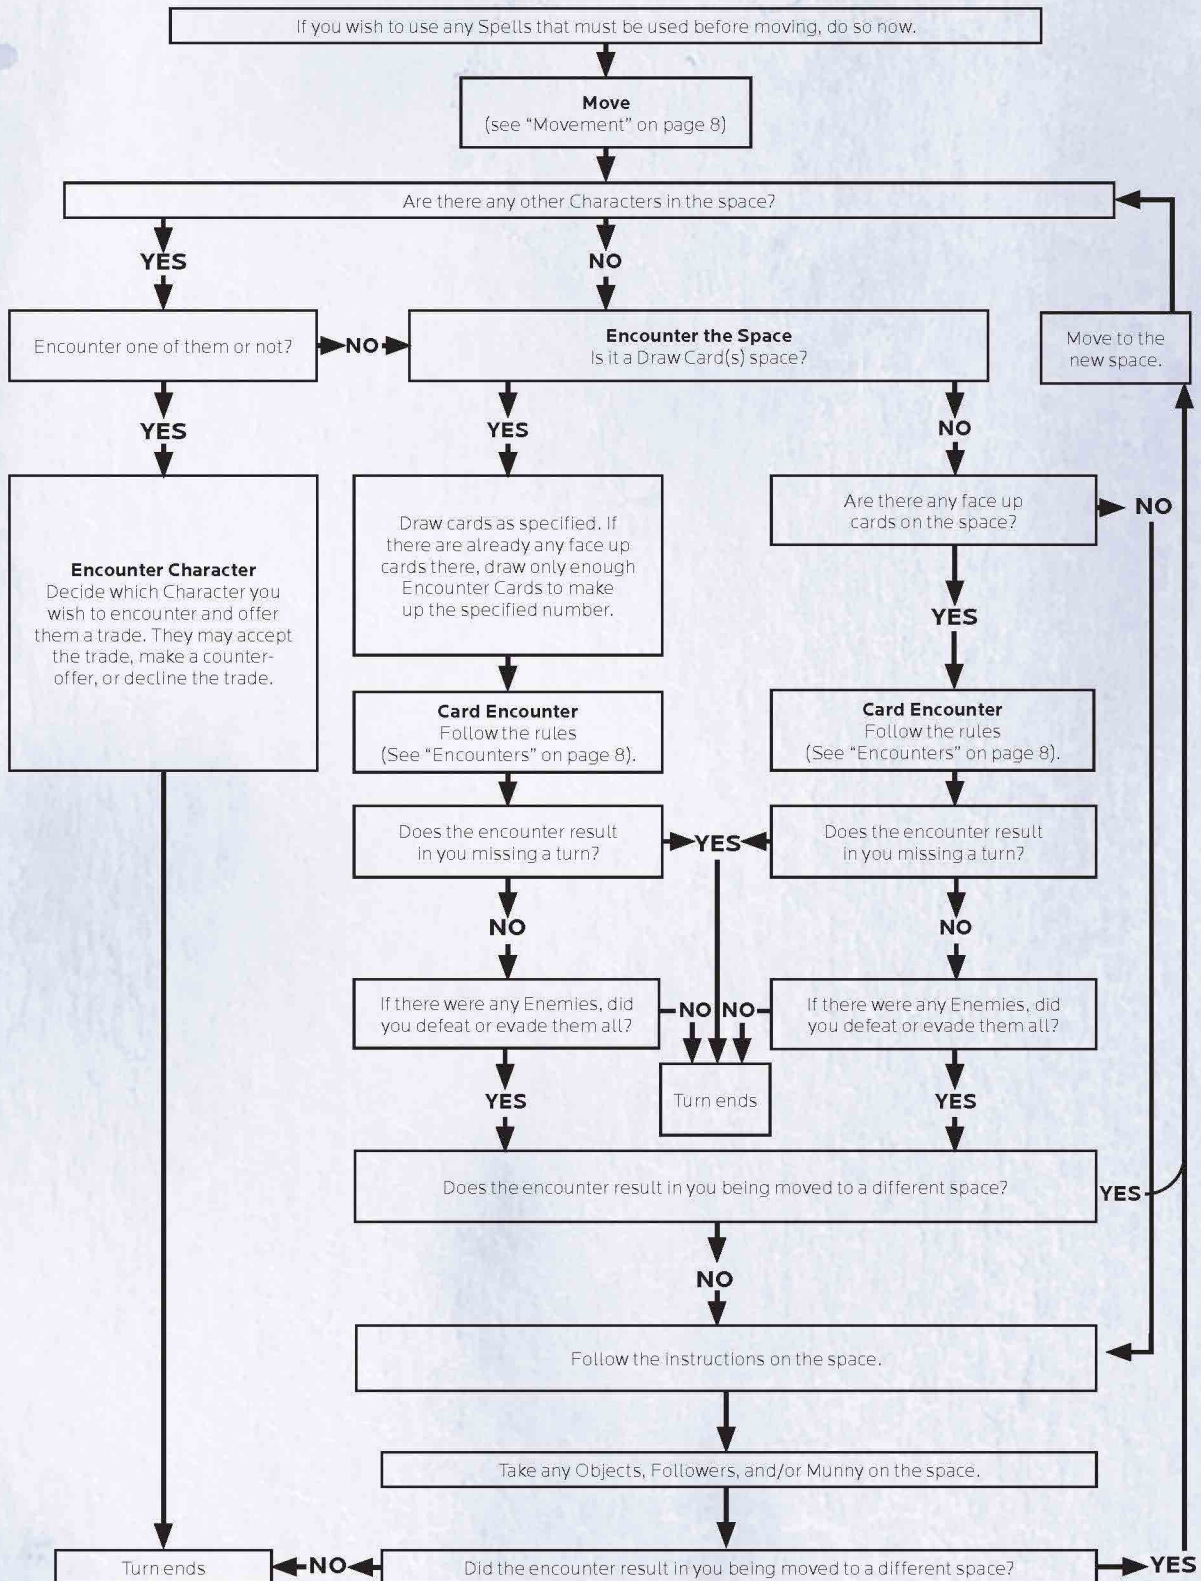 If you wish to use any Spells that must be used before moving, do so now.
Move
(see "Movement" on page 8)
Are there any other Characters in the space?
YES
NO
Encounter one of them or not?
NO
Encounter the Space
Is it a Draw Card(s) space?
Move to the
new space.
YES
YES
NO
Encounter Character
Decide which Character you
wish to encounter and offer
them a trade. They may accept
the trade, make a counter-
offer, or decline the trade.
Draw cards as specified. If
there are already any face up
cards there, draw only enough
Encounter Cards to make
up the specified number.
Are there any face up
cards on the space?
NO
YES
Card Encounter
Follow the rules
(See "Encounters" on page 8).
Card Encounter
Follow the rules
(See "Encounters" on page 8).
Does the encounter result
in you missing a turn?
YES
Does the encounter result
in you missing a turn?
NO
NO
If there were any Enemies, did
you defeat or evade them all?
NO
NO
If there were any Enemies, did
you defeat or evade them all?
YES
Turn ends
YES
Does the encounter result in you being moved to a different space?
YES
NO
Follow the instructions on the space.
Take any Objects, Followers, and/or Munny on the space.
Turn ends
NO
Did the encounter result in you being moved to a different space?
YES